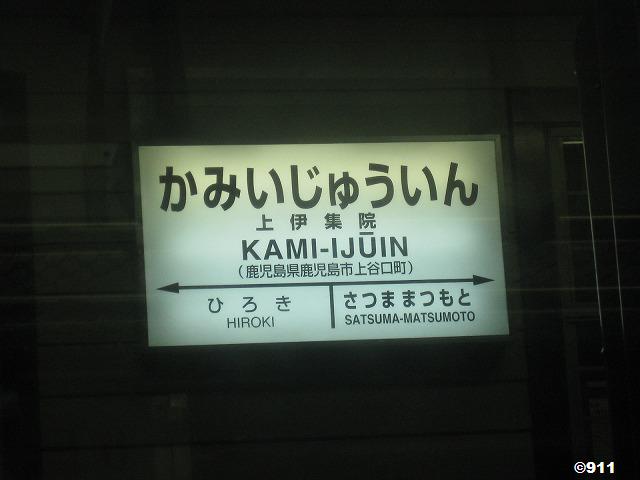 かみいじゅういん
上伊集院
KAMI-IJŪIN
(鹿児島県鹿児島市上谷口町)
ひろき
HIROKI
さつままつもと
SATSUMA-MATSUMOTO
©911